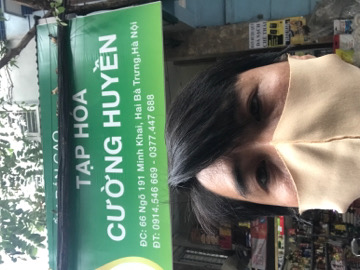 TẠP HÓA
CƯỜNG HUYỀN
ĐC: 66 Ngõ 191 Minh Khai, Hai Bà Trưng, Hà Nội
ĐT: 0914.546.669 - 0377.447.688